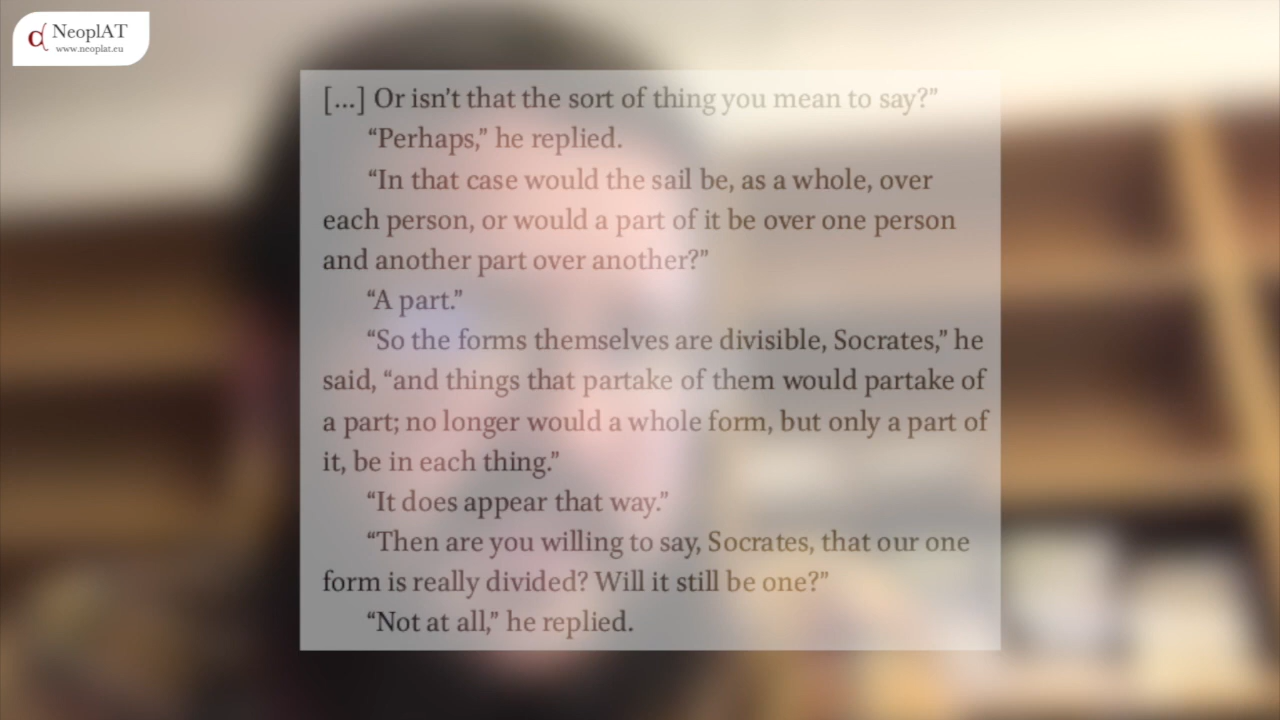 NeoplAT
www.neoplat.eu
[...] Or isn't that the sort of thing you mean to say?”
“Perhaps,” he replied.
“In that case would the sail be, as a whole, over
each person, or would a part of it be over one person
and another part over another?”
“A part.”
“So the forms themselves are divisible, Socrates,” he
said, “and things that partake of them would partake of
a part; no longer would a whole form, but only a part of
it, be in each thing.”
“It does appear that way.”
“Then are you willing to say, Socrates, that our one
form is really divided? Will it still be one?”
“Not at all,” he replied.